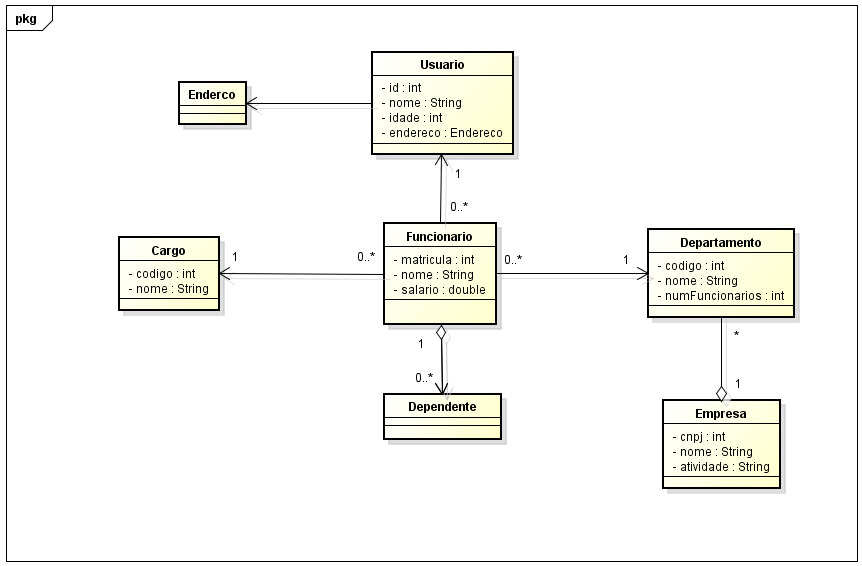 pkg
Usuario
- id : int
- nome : String
- idade : int
- endereco : Endereco
Enderco
1
0..*
Cargo
- codigo : int
- nome : String
1
0..*
Funcionario
- matricula : int
- nome : String
- salario : double
0..*
1
Departamento
- codigo : int
- nome : String
- numFuncionarios : int
1
0..*
Dependente
*
1
Empresa
- cnpj : int
- nome : String
- atividade : String